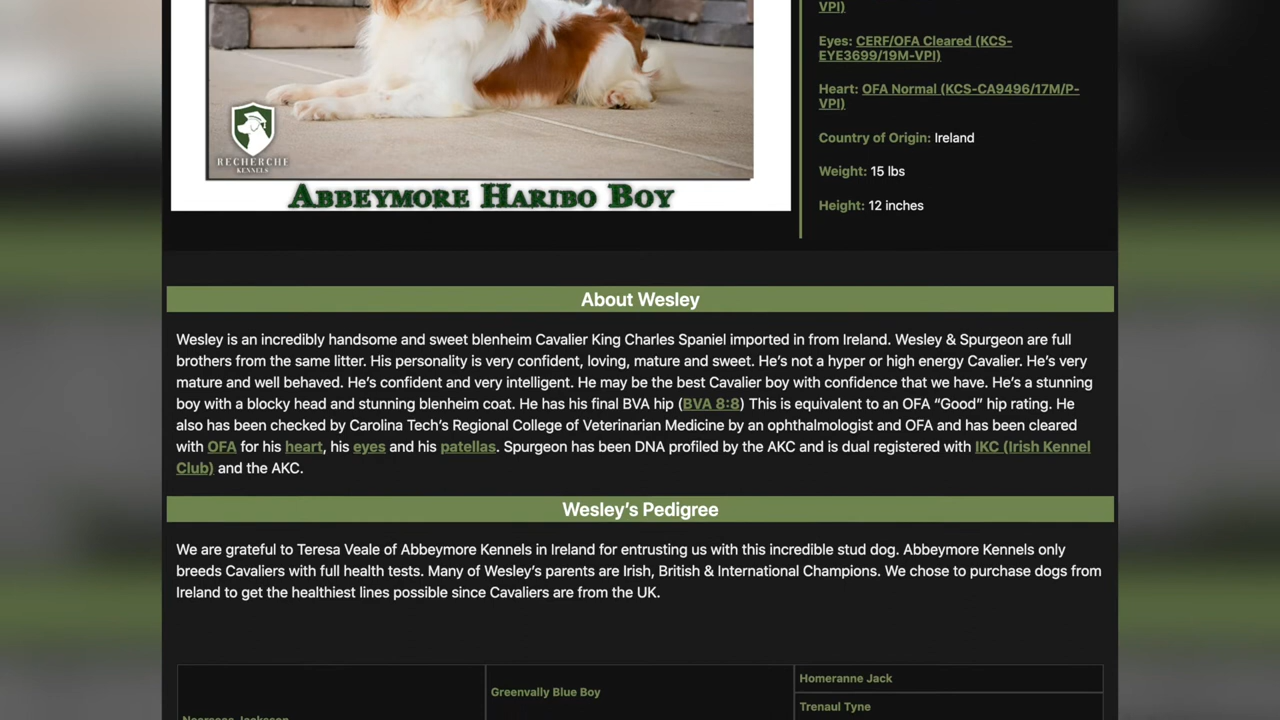 VPI)
Eyes: CERF/OFA Cleared (KCS-
EYE3699/19M-VPI)
Heart: OFA Normal (KCS-CA9496/17M/P-
VPI)
Country of Origin: Ireland
Weight: 15 lbs
Height: 12 inches
RECHERCHE
KENNELS
Abbeymore Haribo Boy
About Wesley
Wesley is an incredibly handsome and sweet blenheim Cavalier King Charles Spaniel imported in from Ireland. Wesley & Spurgeon are full
brothers from the same litter. His personality is very confident, loving, mature and sweet. He's not a hyper or high energy Cavalier. He's very
mature and well behaved. He's confident and very intelligent. He may be the best Cavalier boy with confidence that we have. He's a stunning
boy with a blocky head and stunning blenheim coat. He has his final BVA hip (BVA 8:8) This is equivalent to an OFA “Good” hip rating. He
also has been checked by Carolina Tech's Regional College of Veterinarian Medicine by an ophthalmologist and OFA and has been cleared
with OFA for his heart, his eyes and his patellas. Spurgeon has been DNA profiled by the AKC and is dual registered with IKC (Irish Kennel
Club) and the AKC.
Wesley's Pedigree
We are grateful to Teresa Veale of Abbeymore Kennels in Ireland for entrusting us with this incredible stud dog. Abbeymore Kennels only
breeds Cavaliers with full health tests. Many of Wesley's parents are Irish, British & International Champions. We chose to purchase dogs from
Ireland to get the healthiest lines possible since Cavaliers are from the UK.
Homeranne Jack
Greenvally Blue Boy
Trenaul Tyne